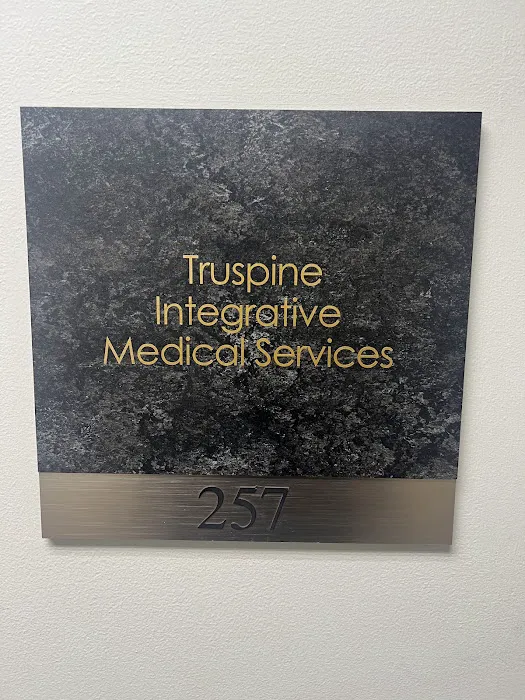 Truspine
Integrative
Medical Services
257